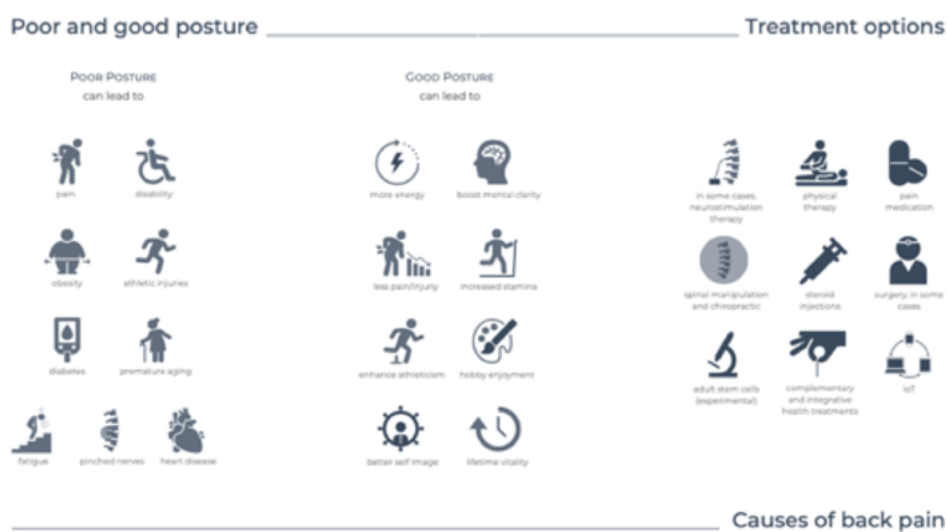 Poor and good posture
Treatment options
POOR POSTURE
can lead to
GOOD POSTURE
can lead to
pain
disability
more energy
boost mental clarity
in some cases,
neurostimulation
therapy
physical
therapy
pain
medication
obesity
athletic injuries
less pain/injury
increased stamina
spinal manipulation
and chiropractic
steroid
injections
surgery, in some
cases
diabetes
premature aging
enhance athleticism
hobby enjoyment
adult stem cells
(experimental)
complementary
and integrative
health treatments
IoT
fatigue
pinched nerves
heart disease
better self image
lifetime vitality
Causes of back pain